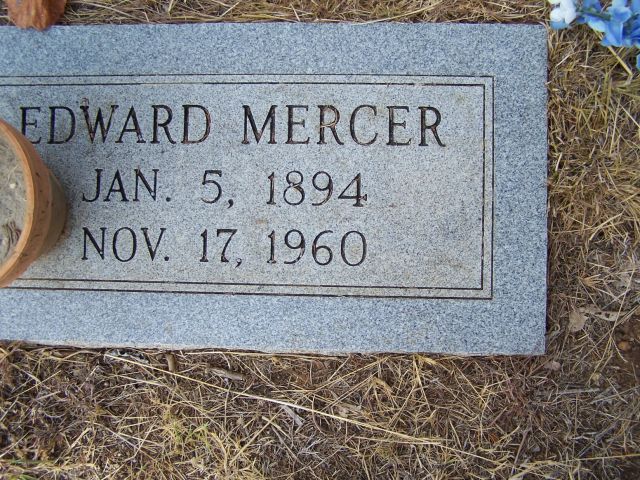 EDWARD MERCER
JAN. 5, 1894
NOV. 17, 1960